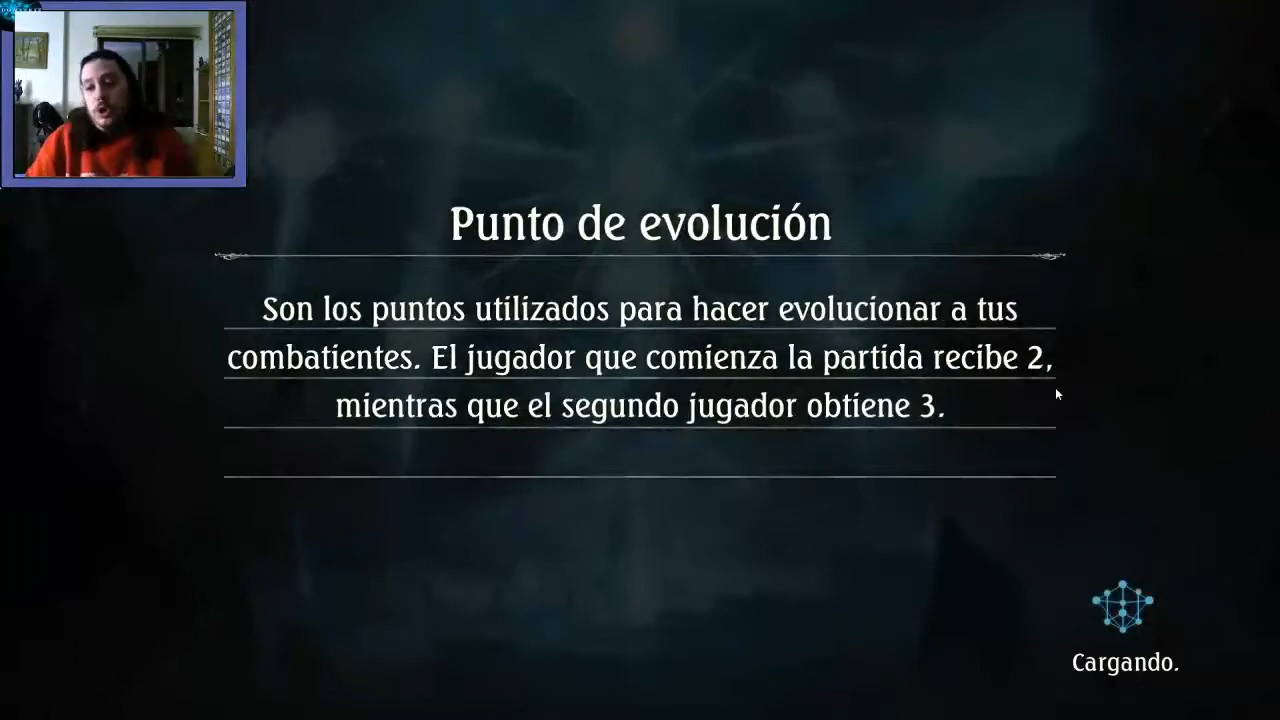 Punto de evolución
Son los puntos utilizados para hacer evolucionar a tus
combatientes. El jugador que comienza la partida recibe 2,
mientras que el segundo jugador obtiene 3.
Cargando.